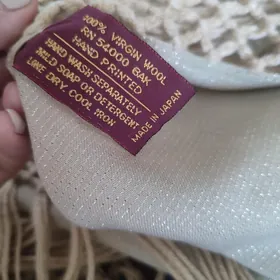 100% VIRGIN WOOL
RN 54000 BAK
HAND PRINTED
HAND WASH SEPARATELY
MILD SOAP OR DETERGENT
LINE DRY, COOL IRON
MADE IN JAPAN